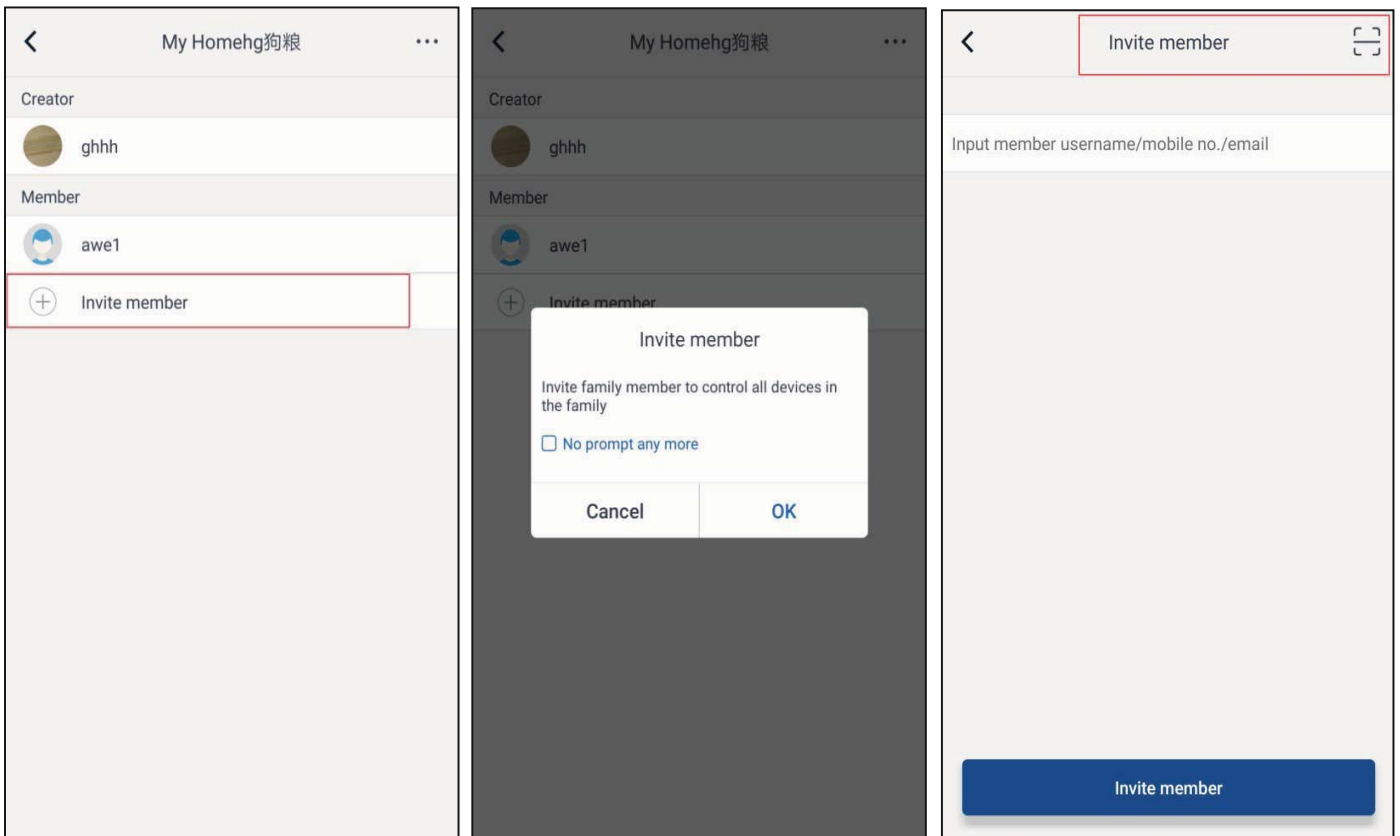 My Homehg狗粮
Creator
ghhh
Member
awe1
Invite member
My Homehg狗粮
Creator
ghhh
Member
awe1
Invite member
Invite member
Invite family member to control all devices in
the family
No prompt any more
Cancel OK
Invite member
Input member username/mobile no./email
Invite member